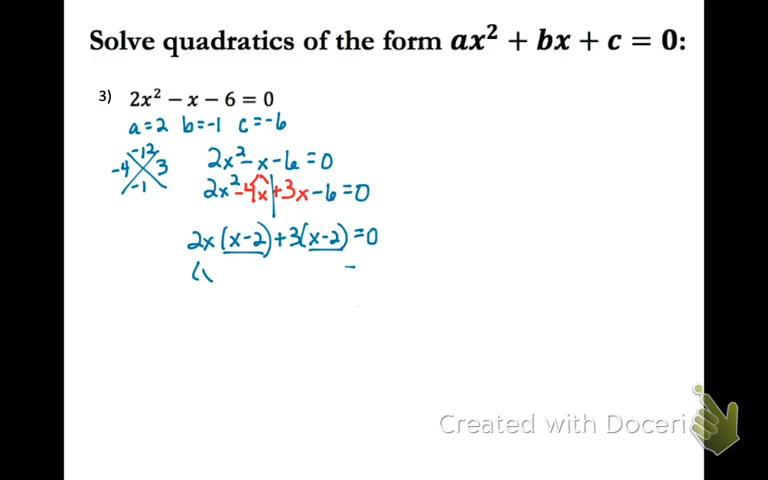 Solve quadratics of the form ax² + bx + c = 0:
3) 2x² − x − 6 = 0
a=2 b=-1 c=-6
-12
-4 3
-1
2x²-x-6=0
2x²-4x+3x-6=0
2x(x-2)+3(x-2)=0
(
Created with Doceri